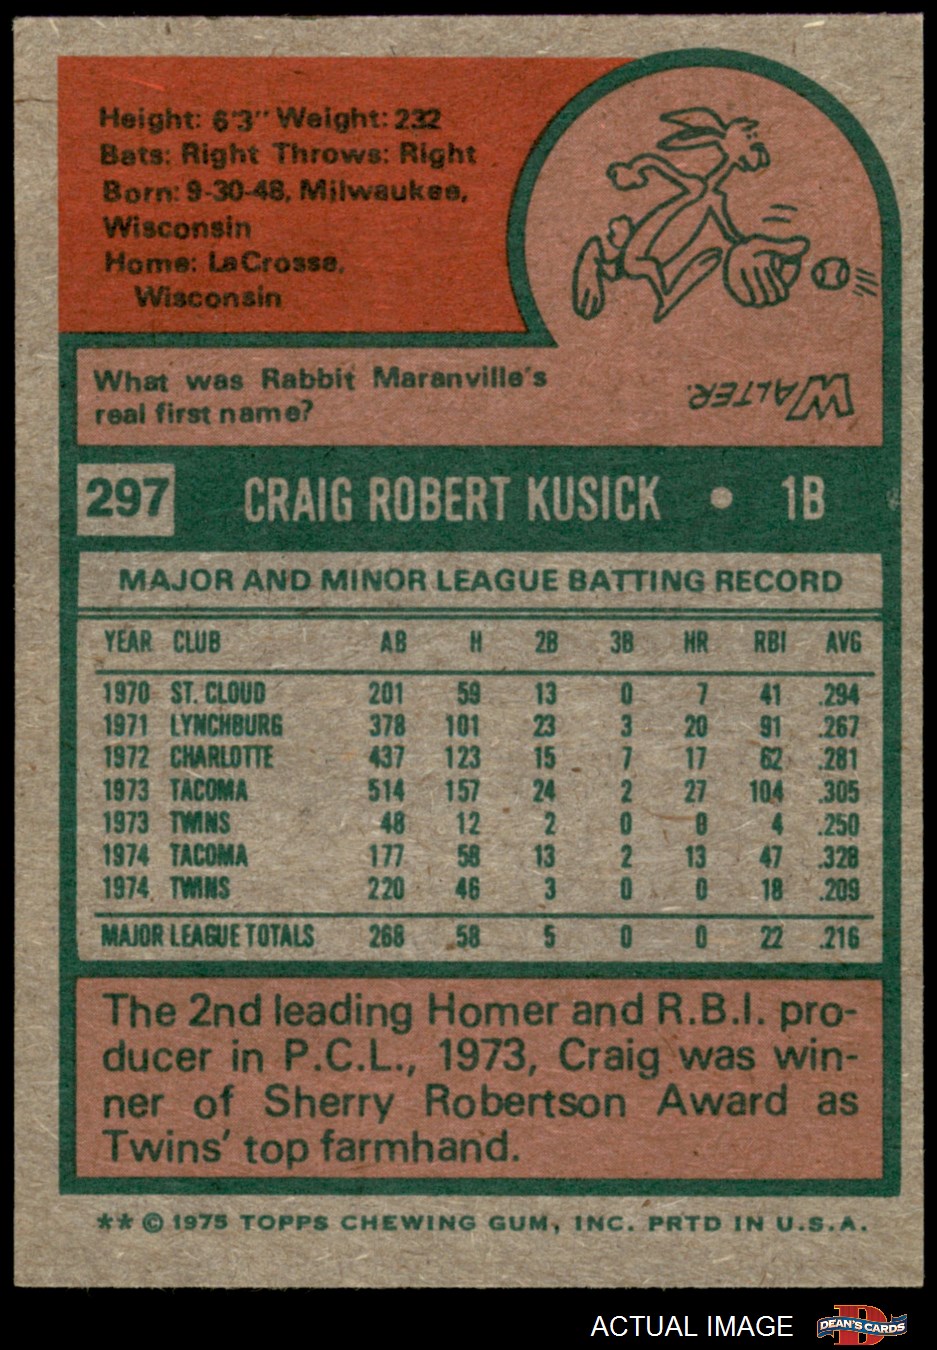 Height: 6'3" Weight: 232
Bats: Right Throws: Right
Born: 9-30-48, Milwaukee,
Wisconsin
Home: LaCrosse,
Wisconsin
What was Rabbit Maranville's
real first name?
WALTER.
297 CRAIG ROBERT KUSICK • 1B
MAJOR AND MINOR LEAGUE BATTING RECORD
YEAR CLUB AB H 2B 3B HR RBI AVG
1970 ST. CLOUD 201 59 13 0 7 41 .294
1971 LYNCHBURG 378 101 23 3 20 91 .267
1972 CHARLOTTE 437 123 15 7 17 62 .281
1973 TACOMA 514 157 24 2 27 104 .305
1973 TWINS 48 12 2 0 0 4 .250
1974 TACOMA 177 58 13 2 13 47 .328
1974 TWINS 220 46 3 0 0 18 .209
MAJOR LEAGUE TOTALS 268 58 5 0 0 22 .216
The 2nd leading Homer and R.B.I. pro-
ducer in P.C.L., 1973, Craig was win-
ner of Sherry Robertson Award as
Twins' top farmhand.
** © 1975 TOPPS CHEWING GUM, INC. PRTD IN U.S.A.
ACTUAL IMAGE DEAN'S CARDS